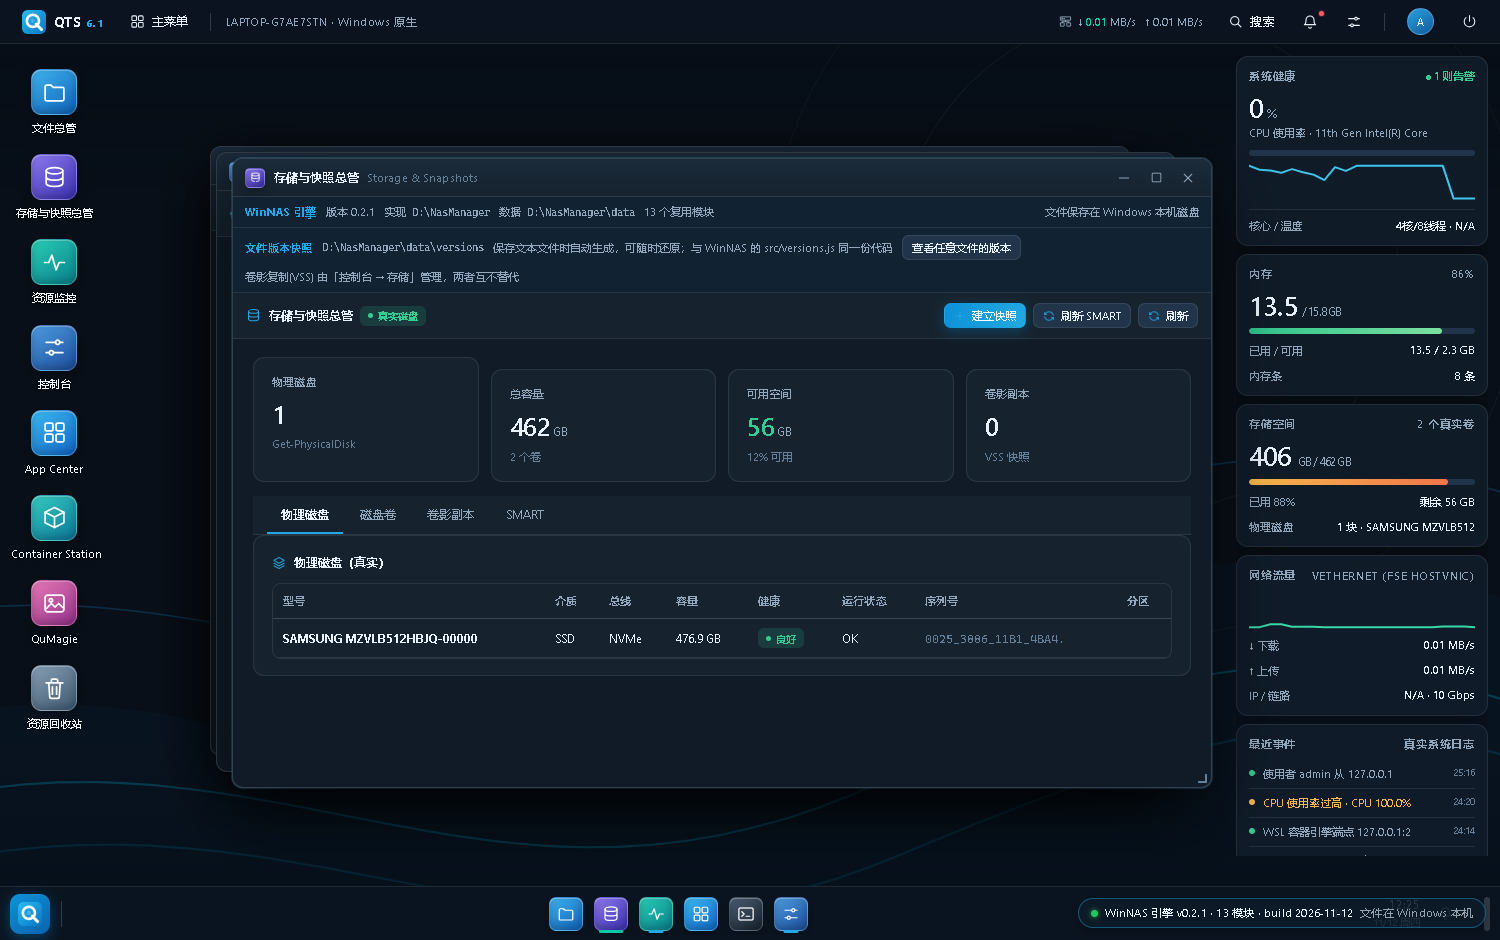 QTS 6.1 主菜单 LAPTOP-G7AE7STN · Windows 原生 ↓0.01 MB/s ↑0.01 MB/s 搜索 A
文件总管
存储与快照总管
资源监控
控制台
App Center
Container Station
QuMagie
资源回收站
存储与快照总管 Storage & Snapshots
WinNAS 引擎 版本 0.2.1 实现 D:\NasManager 数据 D:\NasManager\data 13 个复用模块 文件保存在 Windows 本机磁盘
文件版本快照 D:\NasManager\data\versions 保存文本文件时自动生成，可随时还原；与 WinNAS 的 src/versions.js 同一份代码 查看任意文件的版本
卷影复制(VSS) 由「控制台 → 存储」管理，两者互不替代
存储与快照总管 真实磁盘 建立快照 刷新 SMART 刷新
物理磁盘
1
Get-PhysicalDisk
总容量
462 GB
2 个卷
可用空间
56 GB
12% 可用
卷影副本
0
VSS 快照
物理磁盘 磁盘卷 卷影副本 SMART
物理磁盘 (真实)
型号 介质 总线 容量 健康 运行状态 序列号 分区
SAMSUNG MZVLB512HBJQ-00000 SSD NVMe 476.9 GB 良好 OK 0025_3886_11B1_4BA4.
系统健康 1 则告警
0 %
CPU 使用率 · 11th Gen Intel(R) Core
核心 / 温度 4核/8线程 · N/A
内存 86%
13.5 / 15.8GB
已用 / 可用 13.5 / 2.3 GB
内存条 8 条
存储空间 2 个真实卷
406 GB / 462GB
已用 88% 剩余 56 GB
物理磁盘 1 块 · SAMSUNG MZVLB512
网络流量 VETHERNET (FSE HOSTVNIC)
↓ 下载 0.01 MB/s
↑ 上传 0.01 MB/s
IP / 链路 N/A · 10 Gbps
最近事件 真实系统日志
使用者 admin 从 127.0.0.1 25:16
CPU 使用率过高 · CPU 100.0% 24:20
WSL 容器引擎端点 127.0.0.1:2 24:14
WinNAS 引擎 v0.2.1 · 13 模块 · build 2026-11-12 文件在 Windows 本机